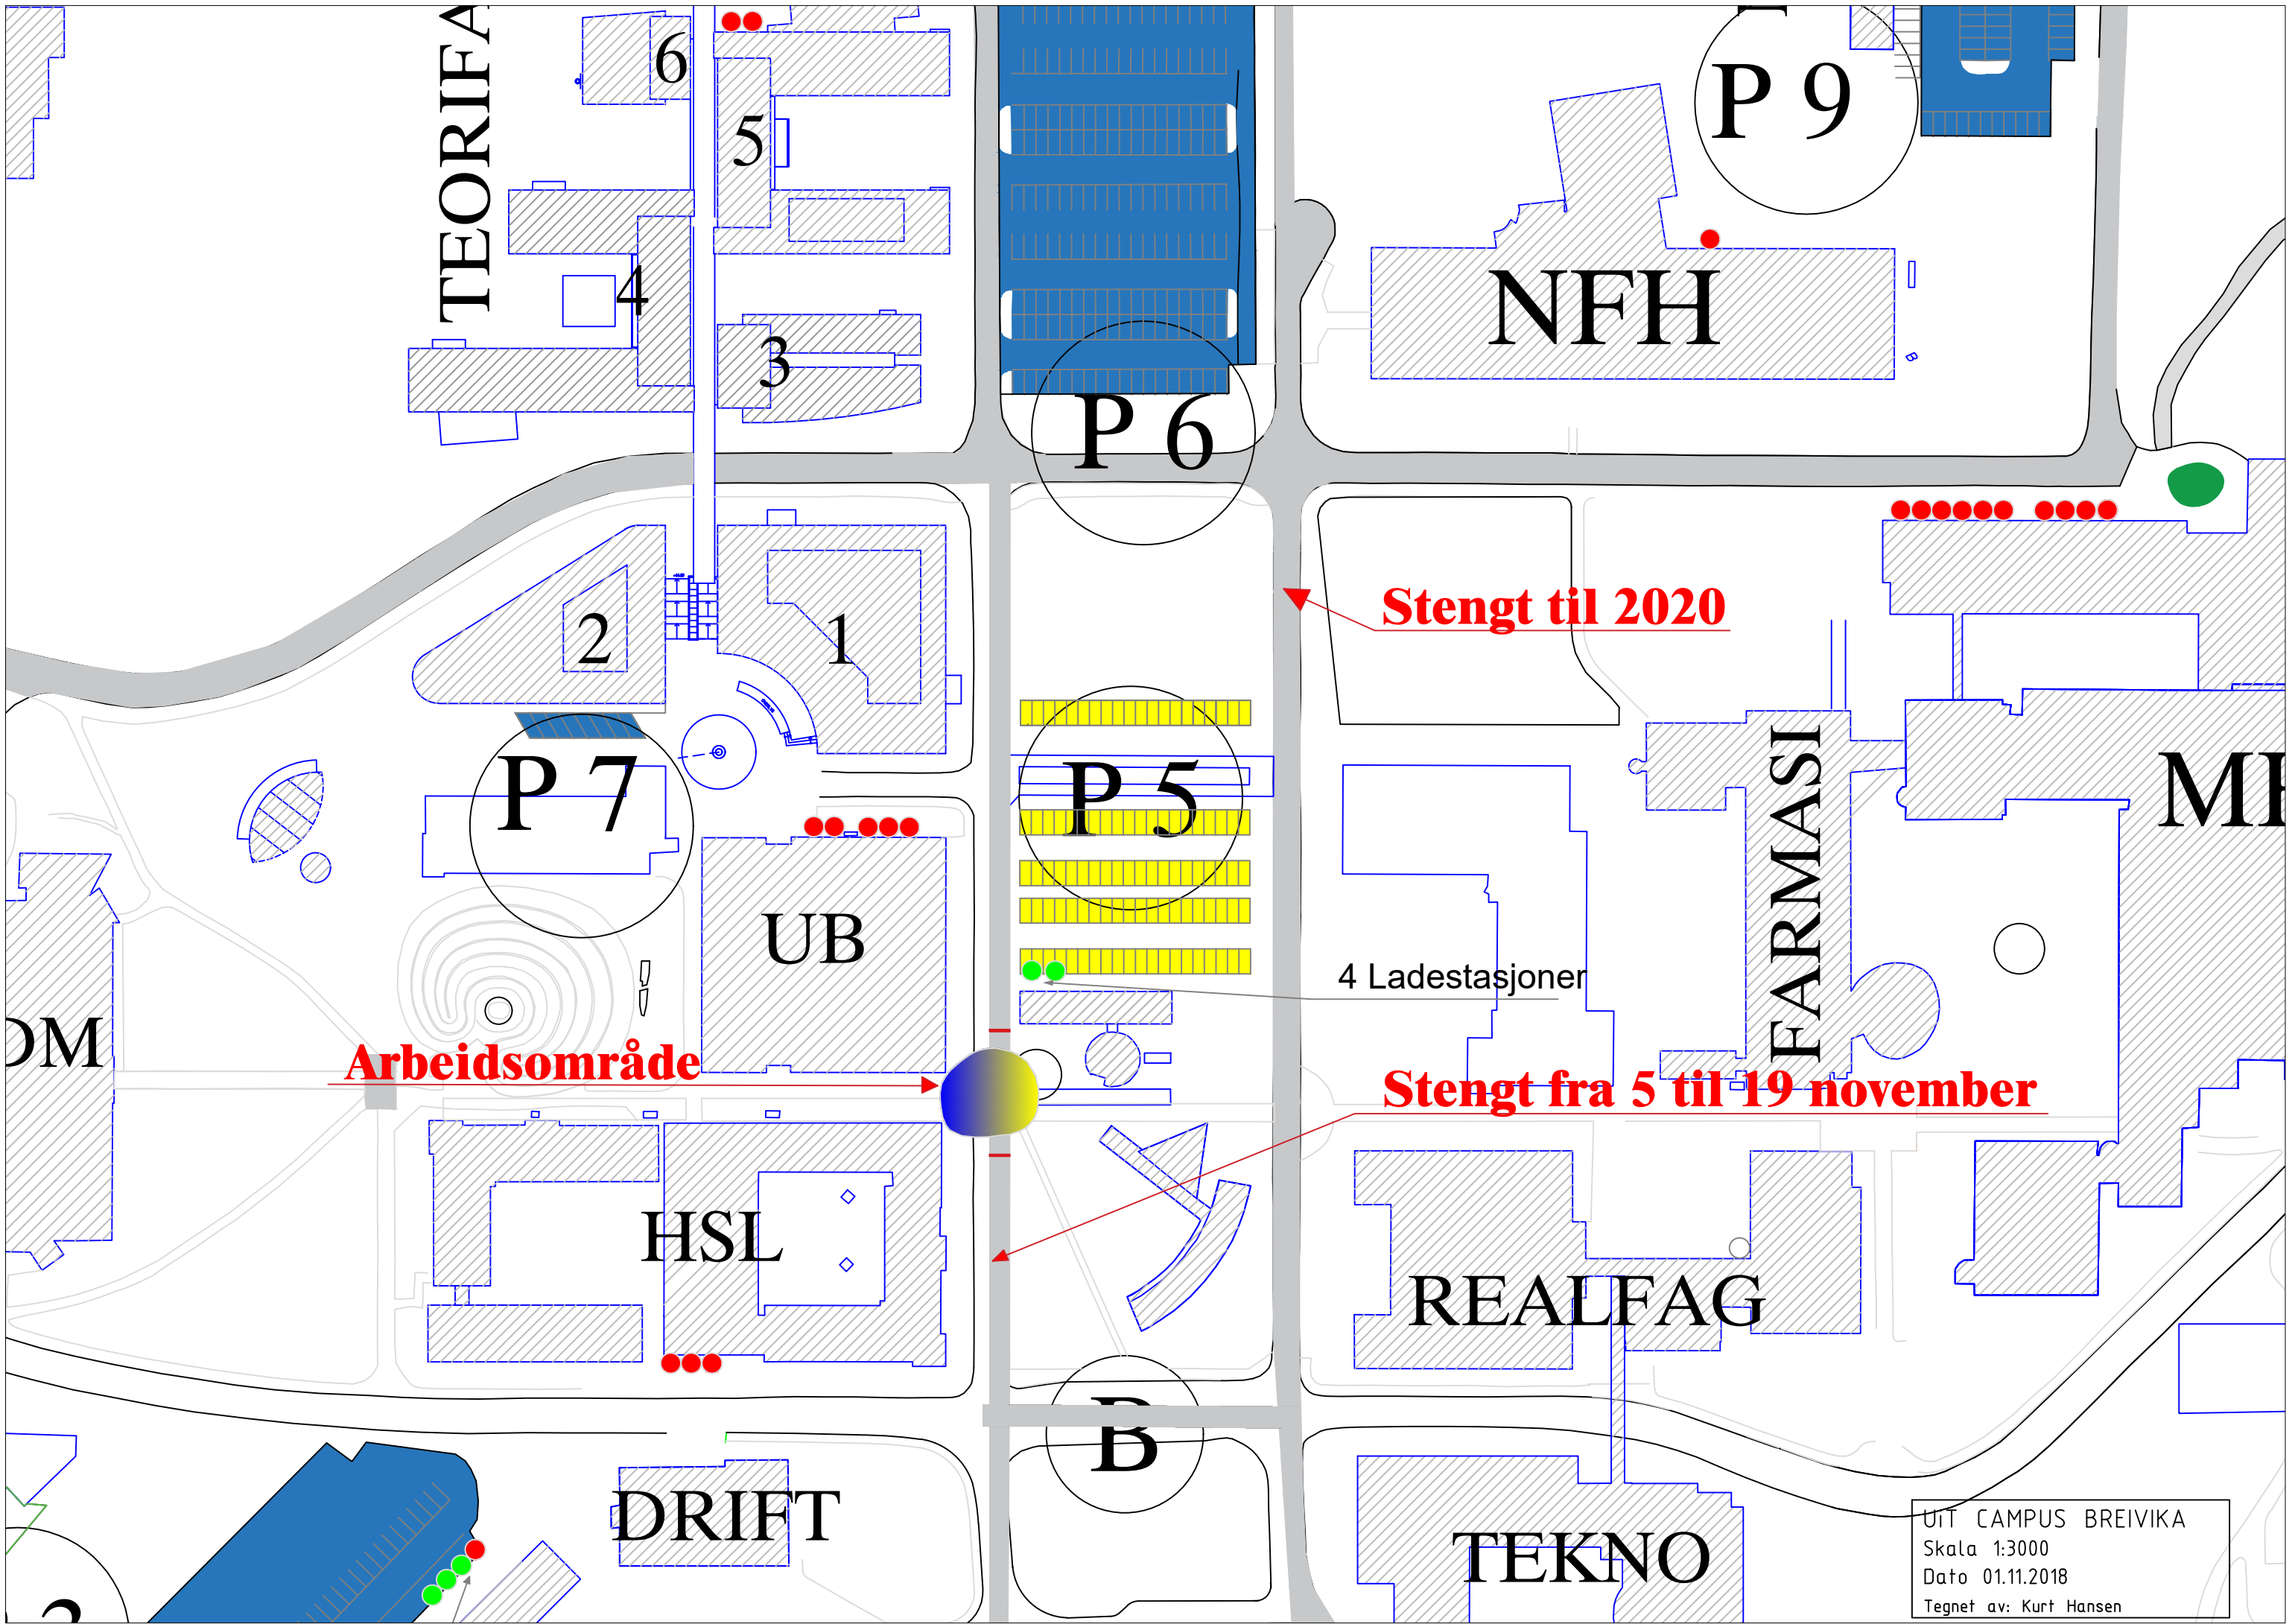 TEORIFA
6
P 9
5
4
NFH
3
P 6
Stengt til 2020
2
1
P 7
P 5
FARMASI
UB
4 Ladestasjoner
DM
Arbeidsområde
Stengt fra 5 til 19 november
HSL
REALFAG
B
DRIFT
TEKNO
UiT CAMPUS BREIVIKA
Skala 1:3000
Dato 01.11.2018
Tegnet av: Kurt Hansen